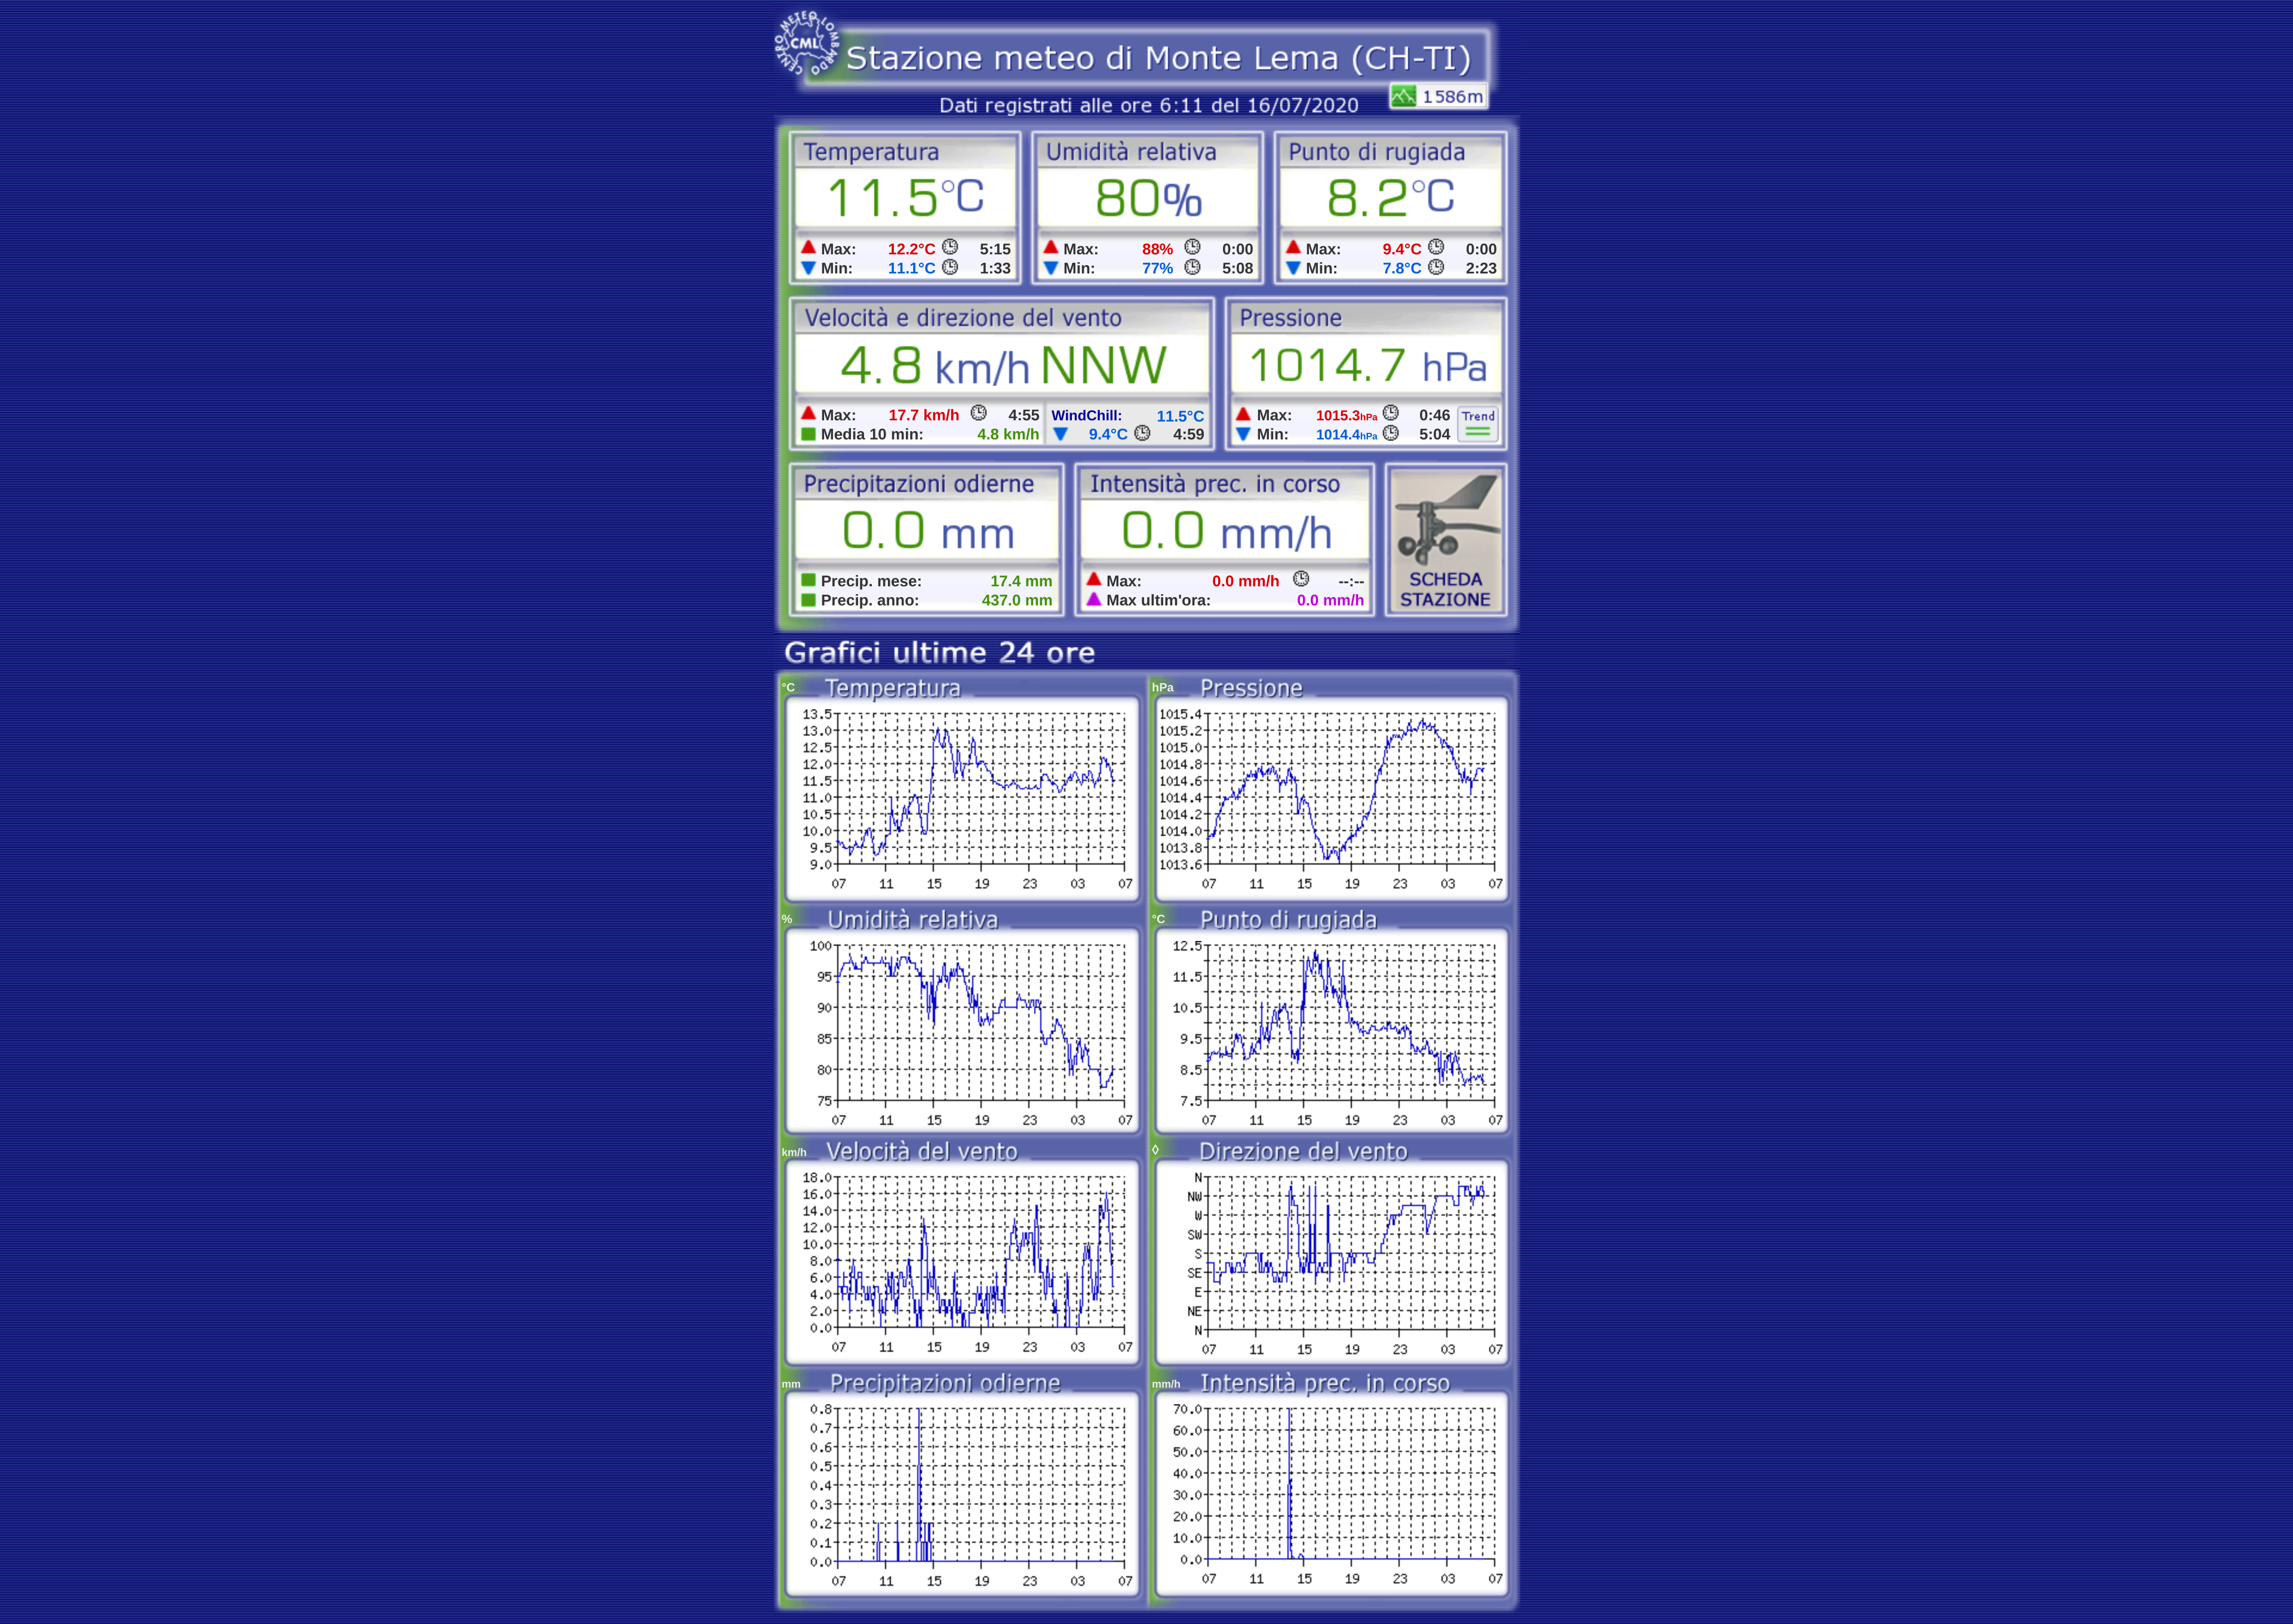 CENTRO METEO LOMBARDO
CML
Stazione meteo di Monte Lema (CH-TI)
1586m
Dati registrati alle ore 6:11 del 16/07/2020
Temperatura Umidità relativa Punto di rugiada
11.5°C 80% 8.2°C
Max: 12.2°C 5:15 Max: 88% 0:00 Max: 9.4°C 0:00
Min: 11.1°C 1:33 Min: 77% 5:08 Min: 7.8°C 2:23
Velocità e direzione del vento Pressione
4.8 km/h NNW 1014.7 hPa
Max: 17.7 km/h 4:55 WindChill: 11.5°C Max: 1015.3hPa 0:46 Trend
Media 10 min: 4.8 km/h 9.4°C 4:59 Min: 1014.4hPa 5:04
Precipitazioni odierne Intensità prec. in corso
0.0 mm 0.0 mm/h
Precip. mese: 17.4 mm Max: 0.0 mm/h --:-- SCHEDA
Precip. anno: 437.0 mm Max ultim'ora: 0.0 mm/h STAZIONE
Grafici ultime 24 ore
°C Temperatura
13.5
13.0
12.5
12.0
11.5
11.0
10.5
10.0
9.5
9.0
07 11 15 19 23 03 07
hPa Pressione
1015.4
1015.2
1015.0
1014.8
1014.6
1014.4
1014.2
1014.0
1013.8
1013.6
07 11 15 19 23 03 07
% Umidità relativa
100
95
90
85
80
75
07 11 15 19 23 03 07
°C Punto di rugiada
12.5
11.5
10.5
9.5
8.5
7.5
07 11 15 19 23 03 07
km/h Velocità del vento
18.0
16.0
14.0
12.0
10.0
8.0
6.0
4.0
2.0
0.0
07 11 15 19 23 03 07
◊ Direzione del vento
N
NW
W
SW
S
SE
E
NE
N
07 11 15 19 23 03 07
mm Precipitazioni odierne
0.8
0.7
0.6
0.5
0.4
0.3
0.2
0.1
0.0
07 11 15 19 23 03 07
mm/h Intensità prec. in corso
70.0
60.0
50.0
40.0
30.0
20.0
10.0
0.0
07 11 15 19 23 03 07